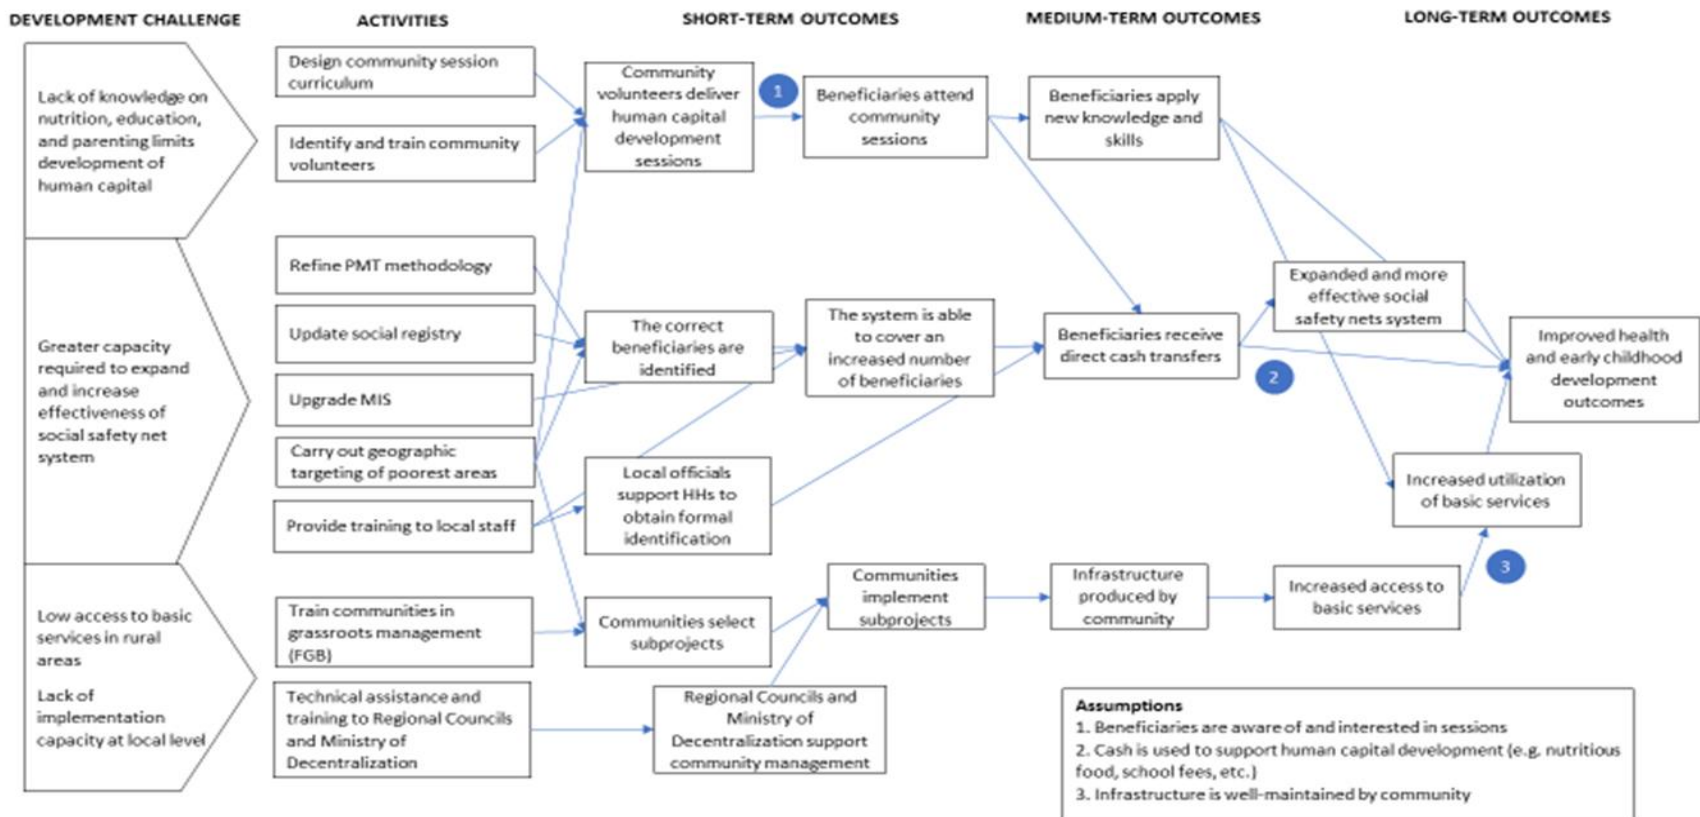 DEVELOPMENT CHALLENGE
ACTIVITIES
SHORT-TERM OUTCOMES
MEDIUM-TERM OUTCOMES
LONG-TERM OUTCOMES
Lack of knowledge on
nutrition, education,
and parenting limits
development of
human capital
Greater capacity
required to expand
and increase
effectiveness of
social safety net
system
Low access to basic
services in rural
areas
Lack of
implementation
capacity at local level
Design community session
curriculum
Identify and train community
volunteers
Refine PMT methodology
Update social registry
Upgrade MIS
Carry out geographic
targeting of poorest areas
Provide training to local staff
Train communities in
grassroots management
(FGB)
Technical assistance and
training to Regional Councils
and Ministry of
Decentralization
Community
volunteers deliver
human capital
development
sessions
1
Beneficiaries attend
community
sessions
The correct
beneficiaries are
identified
The system is able
to cover an
increased number
of beneficiaries
Local officials
support HHs to
obtain formal
identification
Communities select
subprojects
Communities
implement
subprojects
Regional Councils and
Ministry of
Decentralization support
community management
Beneficiaries apply
new knowledge and
skills
Beneficiaries receive
direct cash transfers
2
Infrastructure
produced by
community
Expanded and more
effective social
safety nets system
Improved health
and early childhood
development
outcomes
Increased utilization
of basic services
3
Increased access to
basic services
Assumptions
1. Beneficiaries are aware of and interested in sessions
2. Cash is used to support human capital development (e.g. nutritious
food, school fees, etc.)
3. Infrastructure is well-maintained by community